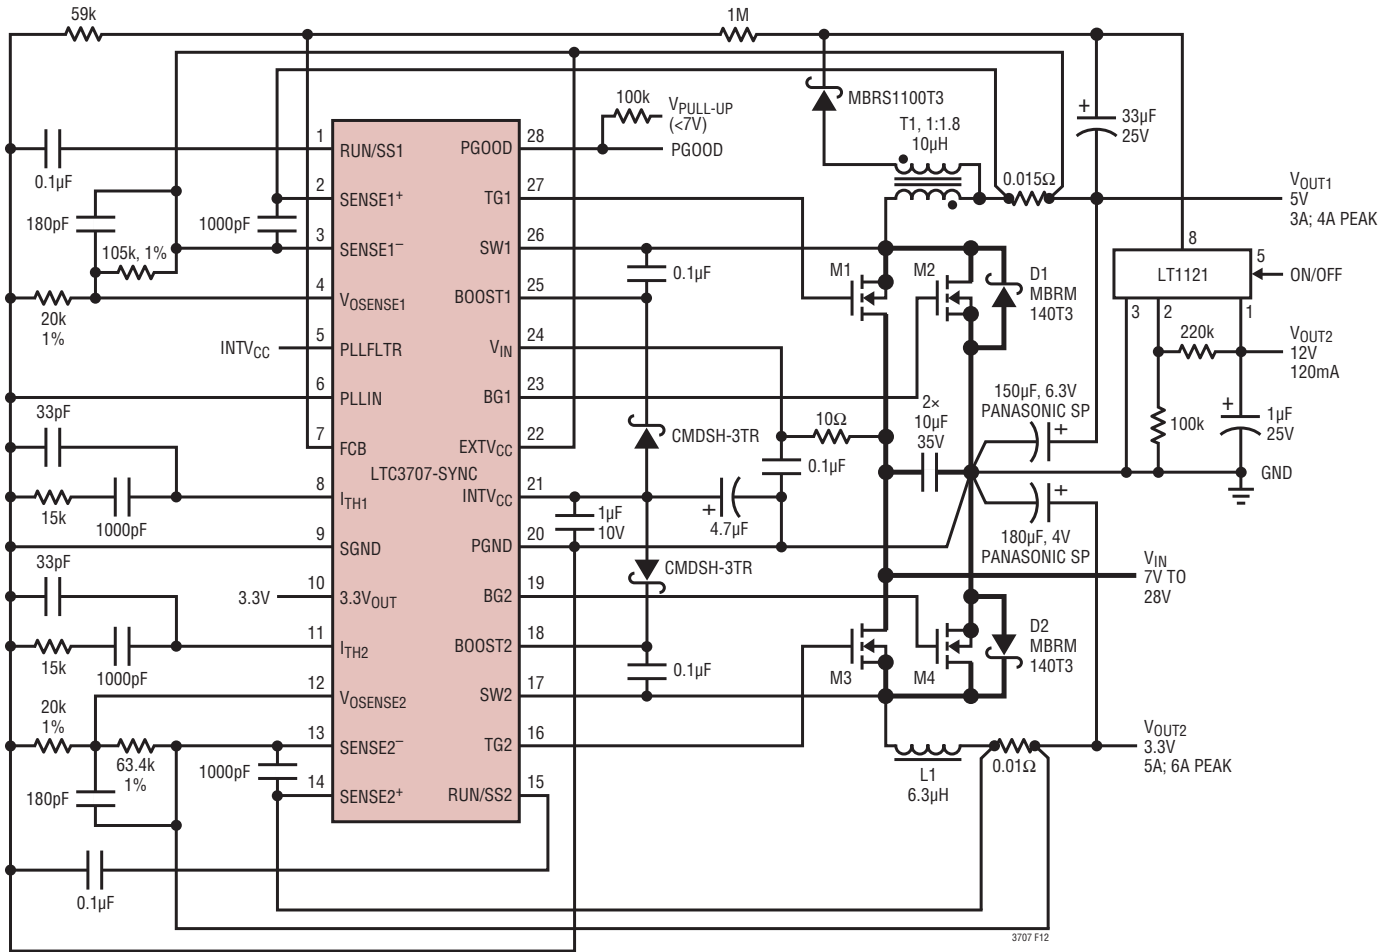 59k
1M
MBRS1100T3
100k
VPULL-UP
(<7V)
PGOOD
T1, 1:1.8
10µH
+
33µF
25V
0.015Ω
VOUT1
5V
3A; 4A PEAK
0.1µF
180pF
1000pF
105k, 1%
20k
1%
INTVCC
33pF
15k
1000pF
33pF
3.3V
15k
1000pF
20k
1%
63.4k
1%
180pF
1000pF
0.1µF
1
RUN/SS1
2
SENSE1+
3
SENSE1–
4
VOSENSE1
5
PLLFLTR
6
PLLIN
7
FCB
LTC3707-SYNC
8
ITH1
9
SGND
10
3.3VOUT
11
ITH2
12
VOSENSE2
13
SENSE2–
14
SENSE2+
28
PGOOD
27
TG1
26
SW1
25
BOOST1
24
VIN
23
BG1
22
EXTVCC
21
INTVCC
20
PGND
19
BG2
18
BOOST2
17
SW2
16
TG2
15
RUN/SS2
0.1µF
CMDSH-3TR
1µF
10V
+
4.7µF
CMDSH-3TR
0.1µF
10Ω
0.1µF
M1
M2
D1
MBRM
140T3
2×
10µF
35V
150µF, 6.3V
PANASONIC SP
+
+
180µF, 4V
PANASONIC SP
8
LT1121
5
ON/OFF
3
2
1
220k
VOUT2
12V
120mA
100k
+
1µF
25V
GND
VIN
7V TO
28V
M3
M4
D2
MBRM
140T3
L1
6.3µH
0.01Ω
VOUT2
3.3V
5A; 6A PEAK
3707 F12